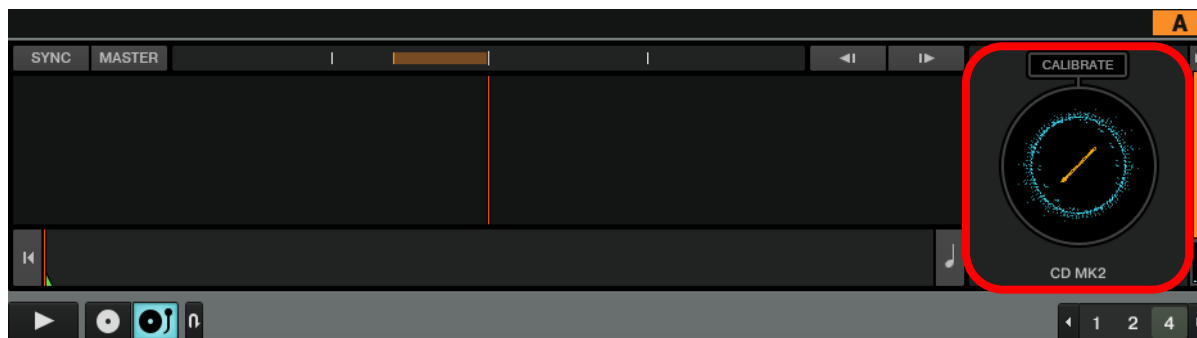 A
SYNC MASTER
CALIBRATE
CD MK2
1 2 4